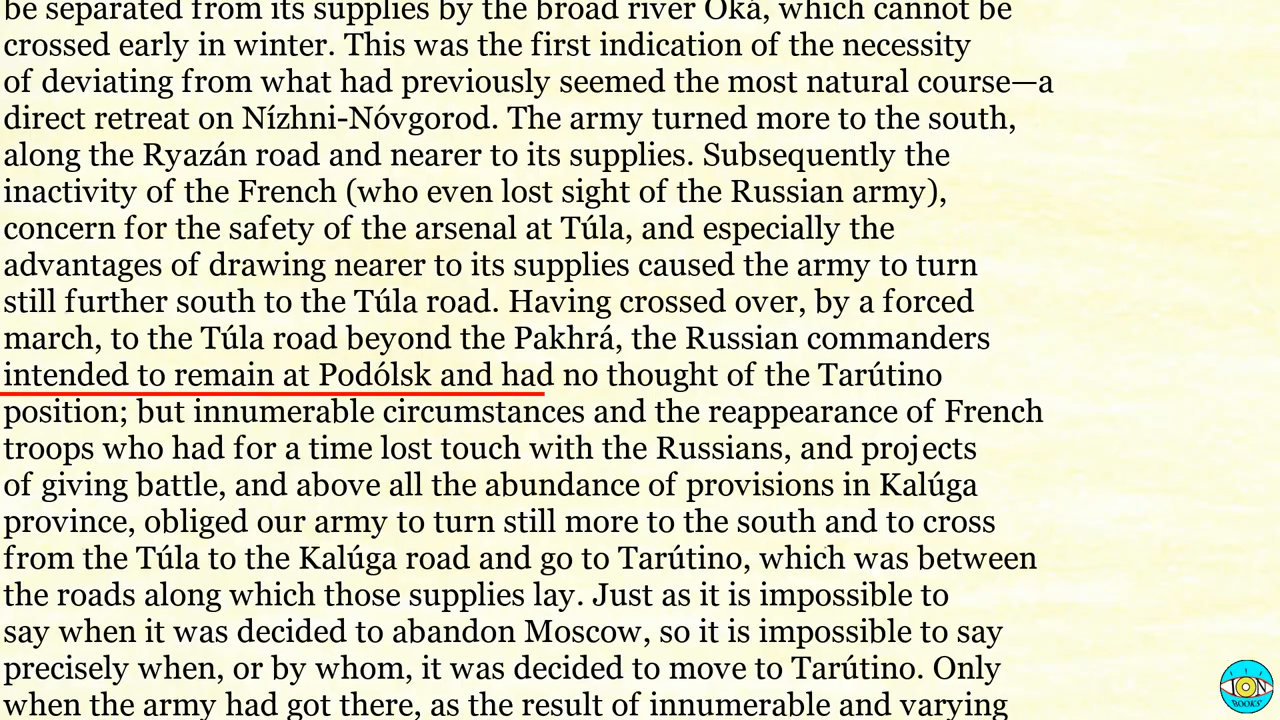 be separated from its supplies by the broad river Oká, which cannot be
crossed early in winter. This was the first indication of the necessity
of deviating from what had previously seemed the most natural course—a
direct retreat on Nízhni-Nóvgorod. The army turned more to the south,
along the Ryazán road and nearer to its supplies. Subsequently the
inactivity of the French (who even lost sight of the Russian army),
concern for the safety of the arsenal at Túla, and especially the
advantages of drawing nearer to its supplies caused the army to turn
still further south to the Túla road. Having crossed over, by a forced
march, to the Túla road beyond the Pakhrá, the Russian commanders
intended to remain at Podólsk and had no thought of the Tarútino
position; but innumerable circumstances and the reappearance of French
troops who had for a time lost touch with the Russians, and projects
of giving battle, and above all the abundance of provisions in Kalúga
province, obliged our army to turn still more to the south and to cross
from the Túla to the Kalúga road and go to Tarútino, which was between
the roads along which those supplies lay. Just as it is impossible to
say when it was decided to abandon Moscow, so it is impossible to say
precisely when, or by whom, it was decided to move to Tarútino. Only
when the army had got there, as the result of innumerable and varying
ION
BOOKS